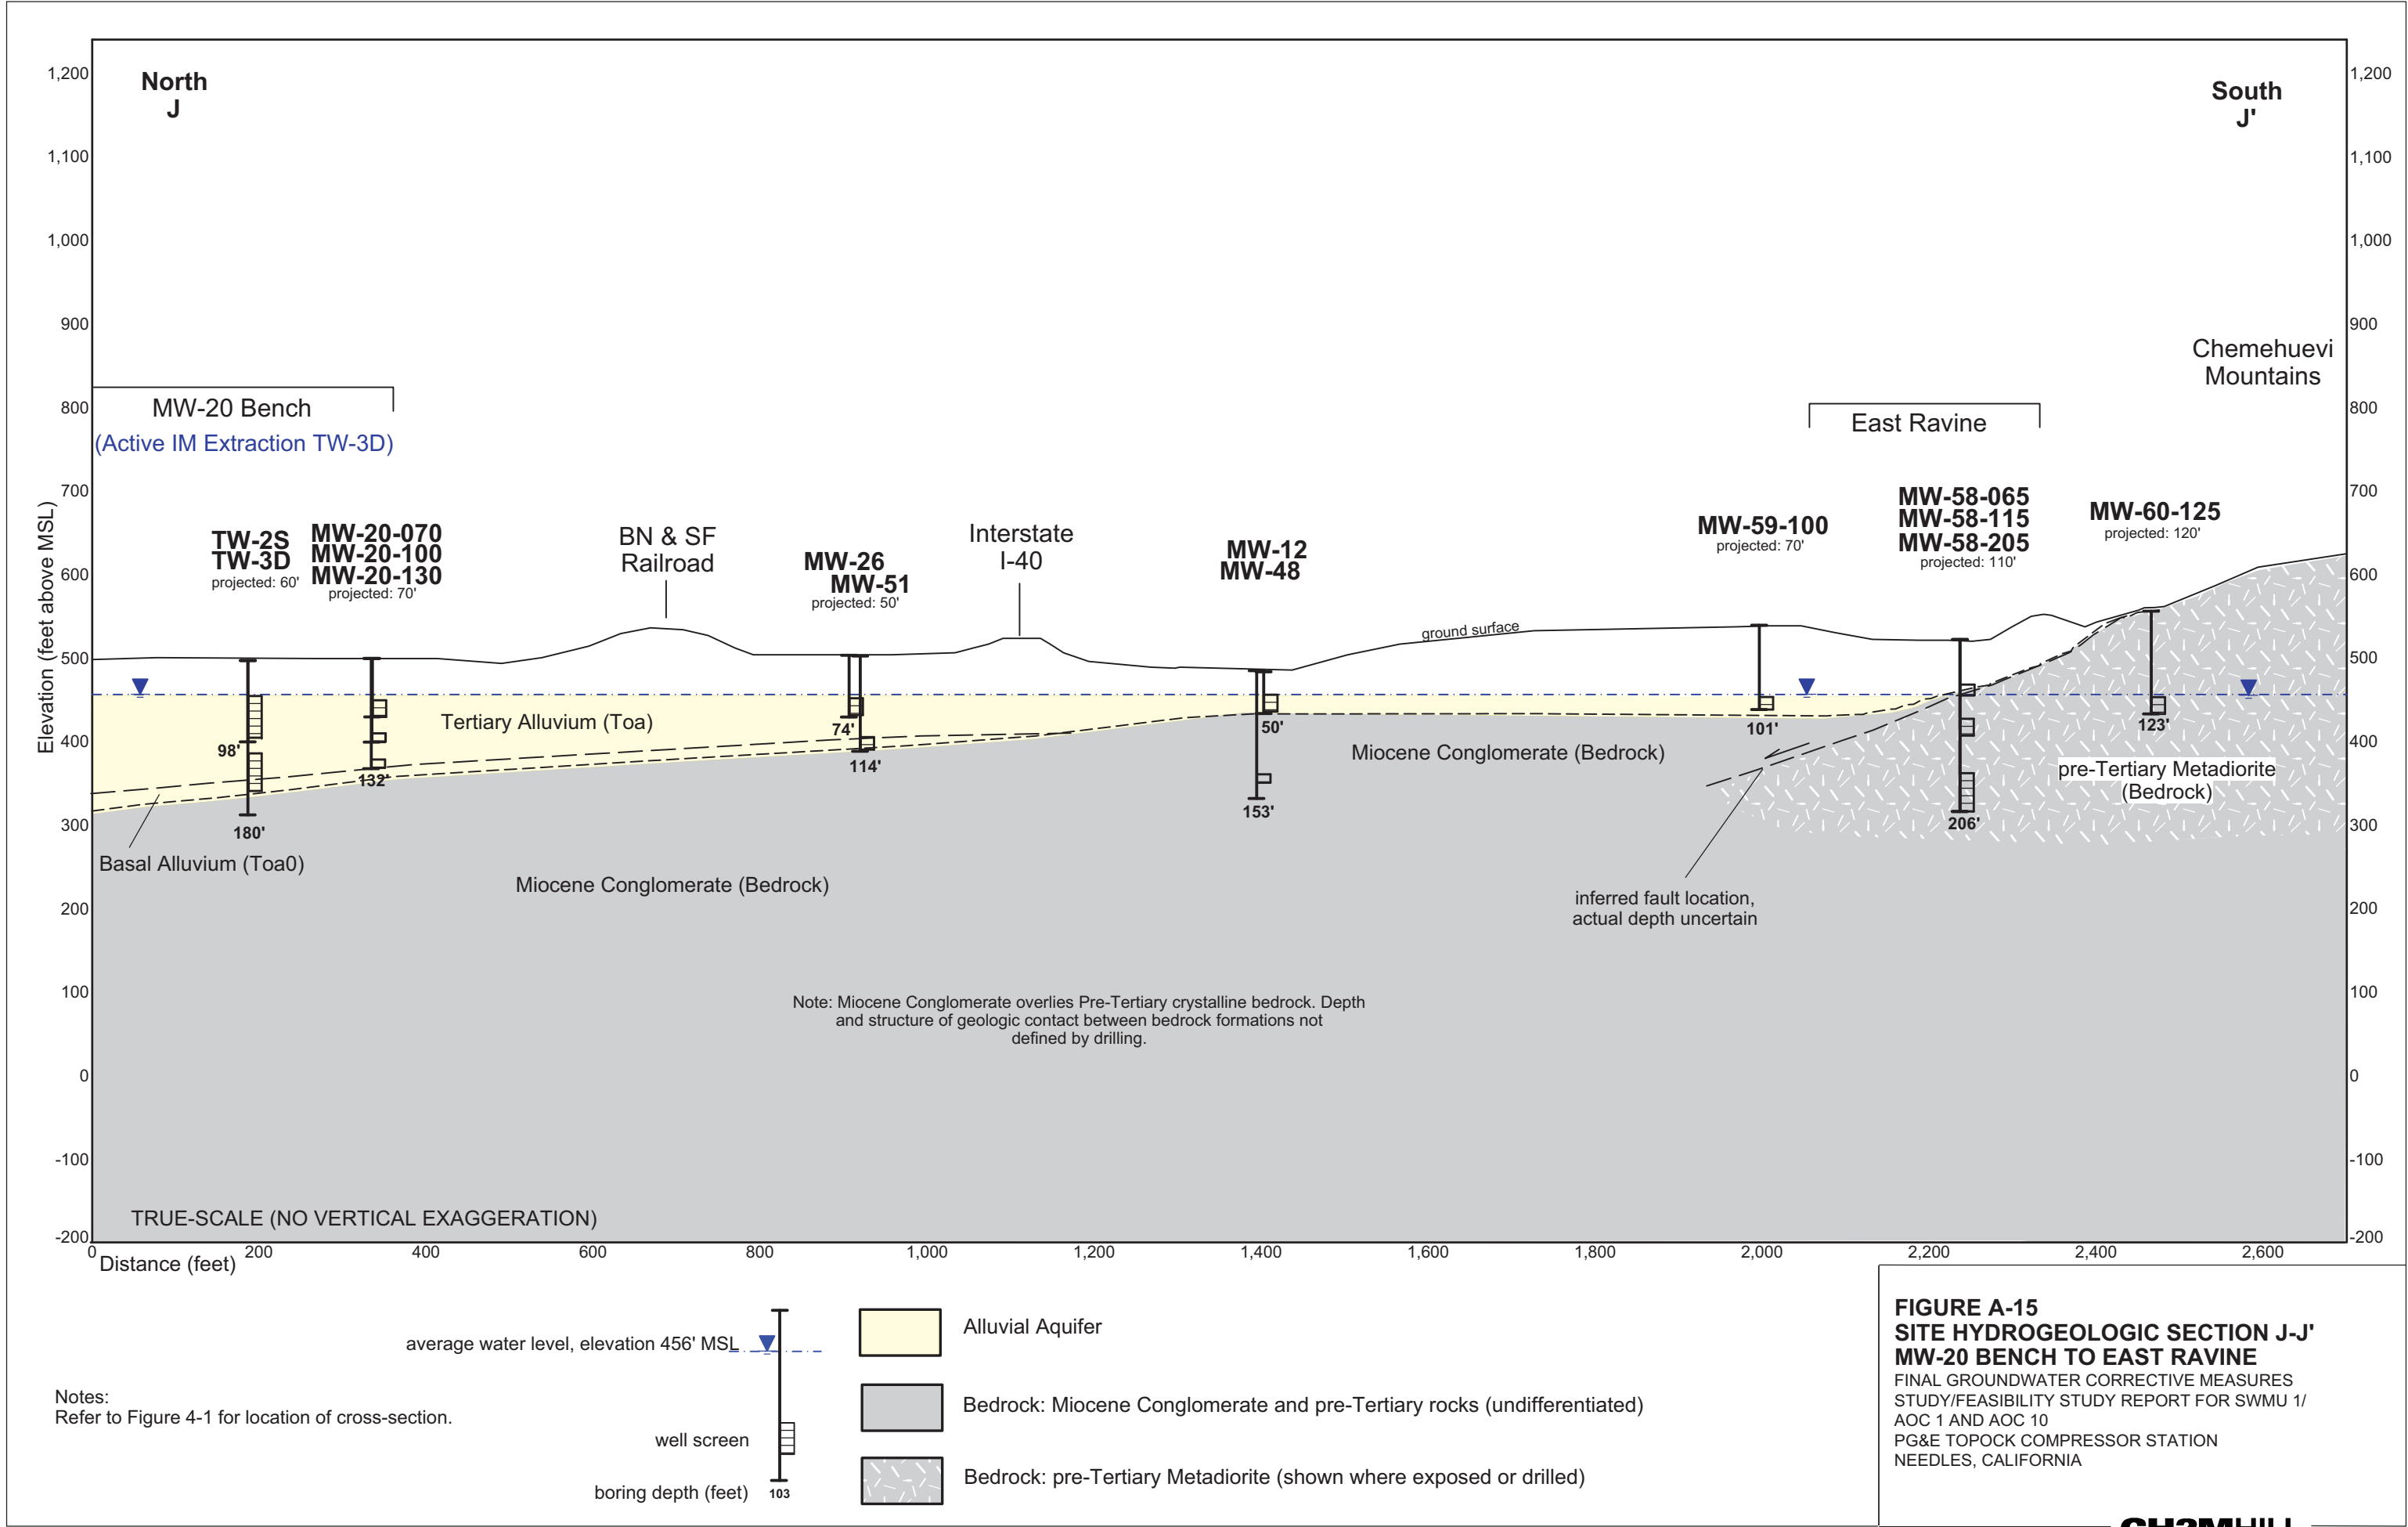 North
J
South
J'
1,200
1,100
1,000
900
800
700
600
500
400
300
200
100
0
-100
-200
Elevation (feet above MSL)
1,200
1,100
1,000
900
800
700
600
500
400
300
200
100
0
-100
-200
Chemehuevi
Mountains
MW-20 Bench
(Active IM Extraction TW-3D)
East Ravine
TW-2S
TW-3D
projected: 60'
MW-20-070
MW-20-100
MW-20-130
projected: 70'
BN & SF
Railroad
MW-26
MW-51
projected: 50'
Interstate
I-40
MW-12
MW-48
ground surface
MW-59-100
projected: 70'
MW-58-065
MW-58-115
MW-58-205
projected: 110'
MW-60-125
projected: 120'
Tertiary Alluvium (Toa)
98'
180'
132'
74'
114'
50'
153'
101'
206'
123'
Miocene Conglomerate (Bedrock)
pre-Tertiary Metadiorite
(Bedrock)
Basal Alluvium (Toa0)
Miocene Conglomerate (Bedrock)
inferred fault location,
actual depth uncertain
Note: Miocene Conglomerate overlies Pre-Tertiary crystalline bedrock. Depth
and structure of geologic contact between bedrock formations not
defined by drilling.
TRUE-SCALE (NO VERTICAL EXAGGERATION)
0 200 400 600 800 1,000 1,200 1,400 1,600 1,800 2,000 2,200 2,400 2,600
Distance (feet)
average water level, elevation 456' MSL
well screen
boring depth (feet)
103
Alluvial Aquifer
Bedrock: Miocene Conglomerate and pre-Tertiary rocks (undifferentiated)
Bedrock: pre-Tertiary Metadiorite (shown where exposed or drilled)
Notes:
Refer to Figure 4-1 for location of cross-section.
FIGURE A-15
SITE HYDROGEOLOGIC SECTION J-J'
MW-20 BENCH TO EAST RAVINE
FINAL GROUNDWATER CORRECTIVE MEASURES
STUDY/FEASIBILITY STUDY REPORT FOR SWMU 1/
AOC 1 AND AOC 10
PG&E TOPOCK COMPRESSOR STATION
NEEDLES, CALIFORNIA
CH2MHILL